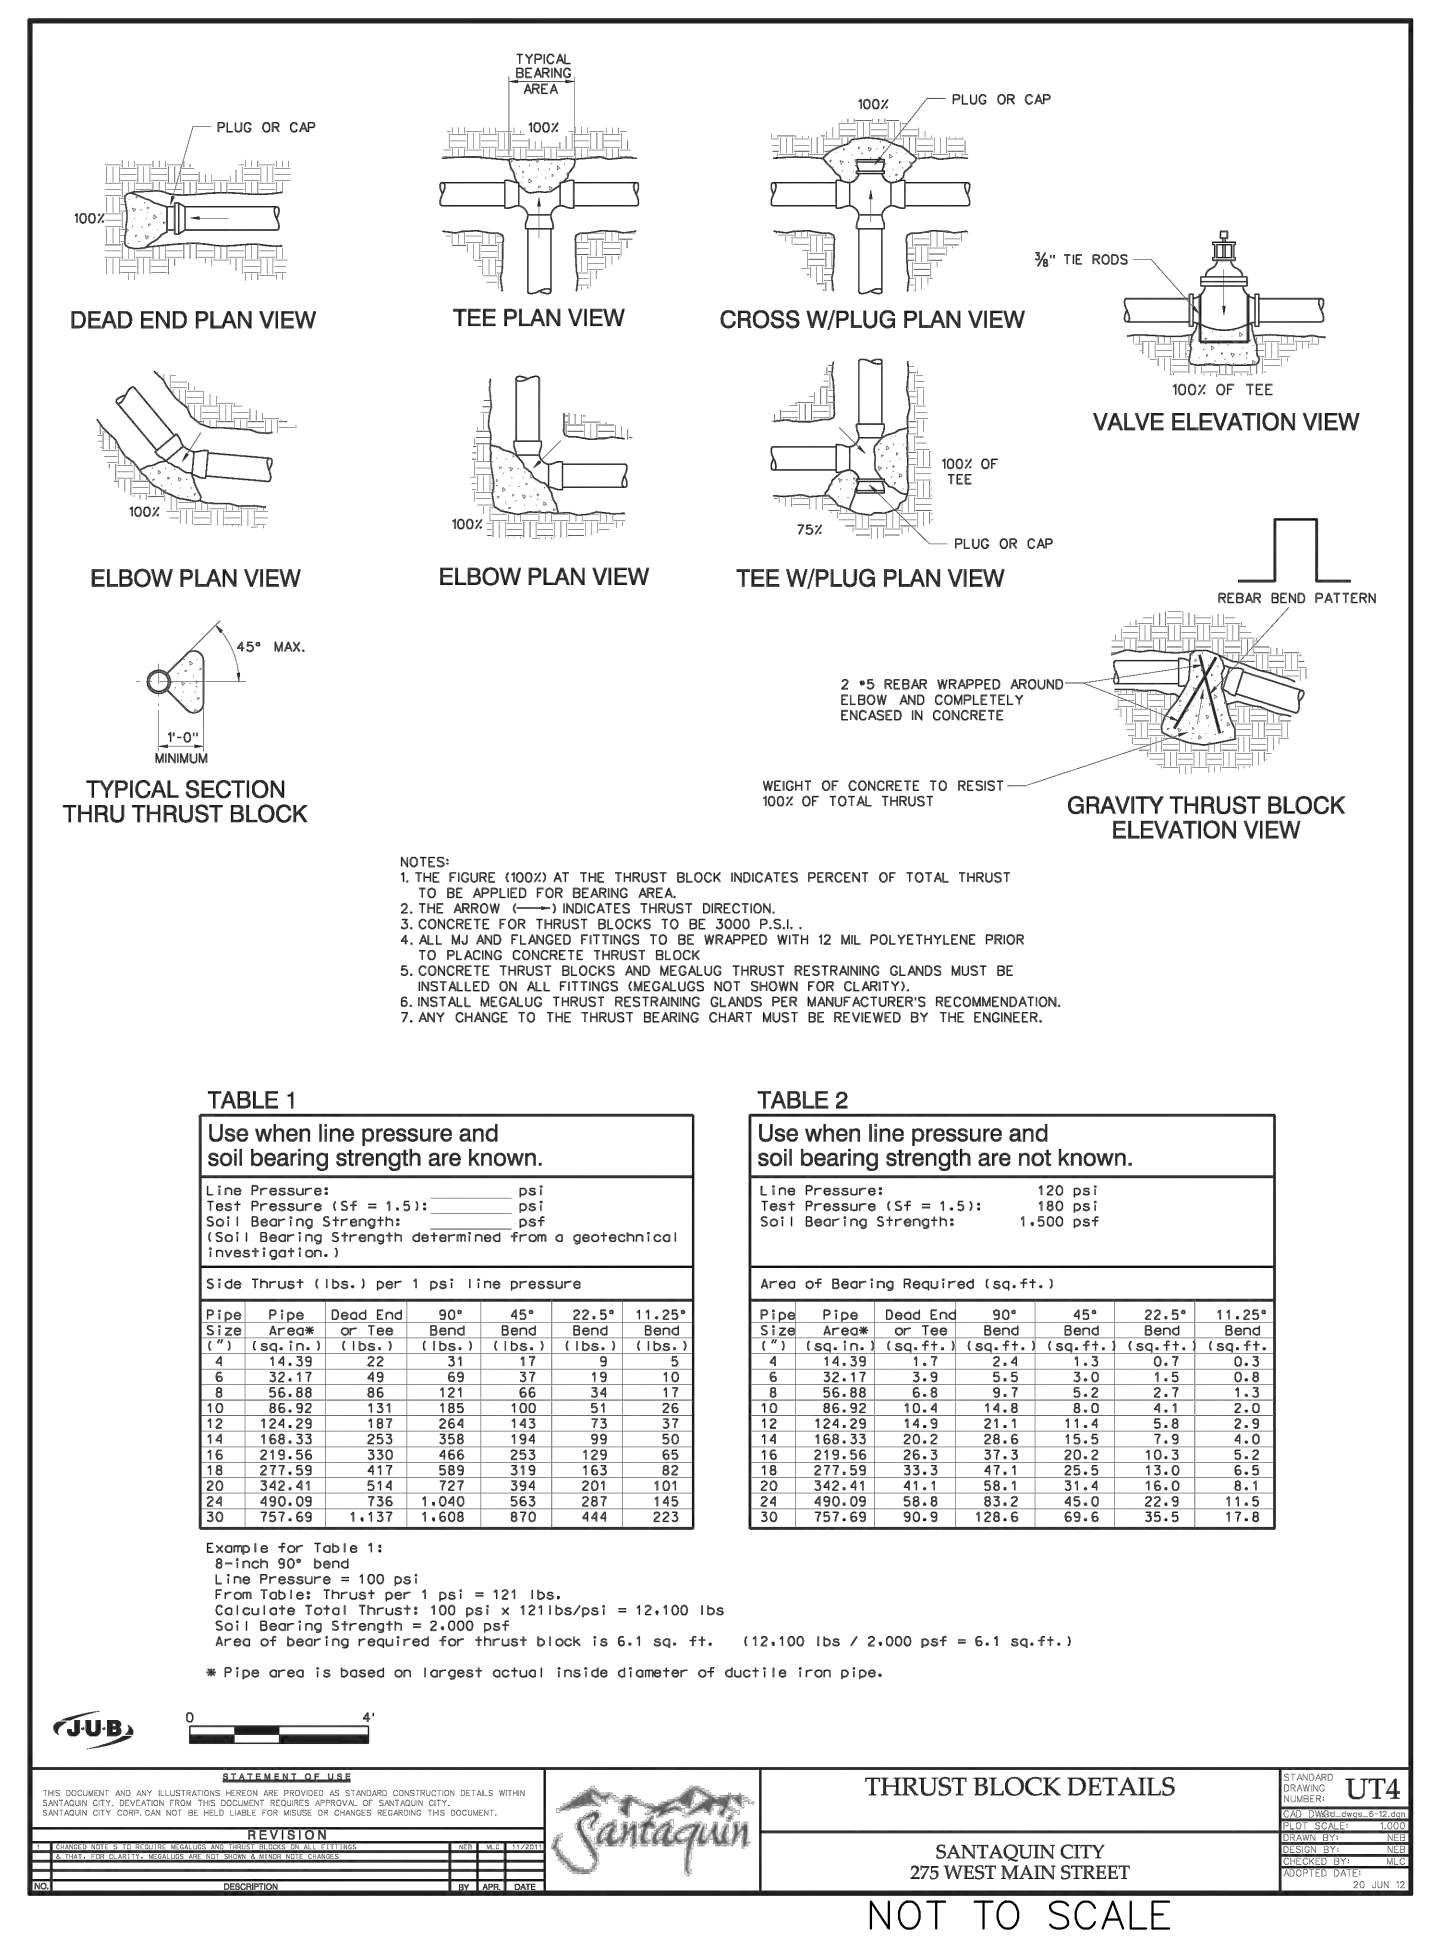 TYPICAL
BEARING
AREA
100%
PLUG OR CAP
100%
DEAD END PLAN VIEW
TEE PLAN VIEW
100%
PLUG OR CAP
CROSS W/PLUG PLAN VIEW
3/8" TIE RODS
100% OF TEE
VALVE ELEVATION VIEW
100%
ELBOW PLAN VIEW
100%
ELBOW PLAN VIEW
100% OF
TEE
75%
PLUG OR CAP
TEE W/PLUG PLAN VIEW
REBAR BEND PATTERN
45° MAX.
1'-0"
MINIMUM
TYPICAL SECTION
THRU THRUST BLOCK
2 #5 REBAR WRAPPED AROUND
ELBOW AND COMPLETELY
ENCASED IN CONCRETE
WEIGHT OF CONCRETE TO RESIST
100% OF TOTAL THRUST
GRAVITY THRUST BLOCK
ELEVATION VIEW
NOTES:
1. THE FIGURE (100%) AT THE THRUST BLOCK INDICATES PERCENT OF TOTAL THRUST
TO BE APPLIED FOR BEARING AREA.
2. THE ARROW (⟶) INDICATES THRUST DIRECTION.
3. CONCRETE FOR THRUST BLOCKS TO BE 3000 P.S.I. .
4. ALL MJ AND FLANGED FITTINGS TO BE WRAPPED WITH 12 MIL POLYETHYLENE PRIOR
TO PLACING CONCRETE THRUST BLOCK
5. CONCRETE THRUST BLOCKS AND MEGALUG THRUST RESTRAINING GLANDS MUST BE
INSTALLED ON ALL FITTINGS (MEGALUGS NOT SHOWN FOR CLARITY).
6. INSTALL MEGALUG THRUST RESTRAINING GLANDS PER MANUFACTURER'S RECOMMENDATION.
7. ANY CHANGE TO THE THRUST BEARING CHART MUST BE REVIEWED BY THE ENGINEER.
TABLE 1
Use when line pressure and
soil bearing strength are known.
Line Pressure: ________ psi
Test Pressure (Sf = 1.5): ________ psi
Soil Bearing Strength: ________ psf
(Soil Bearing Strength determined from a geotechnical
investigation.)
Side Thrust (lbs.) per 1 psi line pressure
Pipe Pipe Dead End 90° 45° 22.5° 11.25°
Size Area* or Tee Bend Bend Bend Bend
(") (sq.in.) (lbs.) (lbs.) (lbs.) (lbs.) (lbs.)
4 14.39 22 31 17 9 5
6 32.17 49 69 37 19 10
8 56.88 86 121 66 34 17
10 86.92 131 185 100 51 26
12 124.29 187 264 143 73 37
14 168.33 253 358 194 99 50
16 219.56 330 466 253 129 65
18 277.59 417 589 319 163 82
20 342.41 514 727 394 201 101
24 490.09 736 1,040 563 287 145
30 757.69 1,137 1,608 870 444 223
TABLE 2
Use when line pressure and
soil bearing strength are not known.
Line Pressure: 120 psi
Test Pressure (Sf = 1.5): 180 psi
Soil Bearing Strength: 1,500 psf
Area of Bearing Required (sq.ft.)
Pipe Pipe Dead End 90° 45° 22.5° 11.25°
Size Area* or Tee Bend Bend Bend Bend
(") (sq.in.) (sq.ft.) (sq.ft.) (sq.ft.) (sq.ft.) (sq.ft.
4 14.39 1.7 2.4 1.3 0.7 0.3
6 32.17 3.9 5.5 3.0 1.5 0.8
8 56.88 6.8 9.7 5.2 2.7 1.3
10 86.92 10.4 14.8 8.0 4.1 2.0
12 124.29 14.9 21.1 11.4 5.8 2.9
14 168.33 20.2 28.6 15.5 7.9 4.0
16 219.56 26.3 37.3 20.2 10.3 5.2
18 277.59 33.3 47.1 25.5 13.0 6.5
20 342.41 41.1 58.1 31.4 16.0 8.1
24 490.09 58.8 83.2 45.0 22.9 11.5
30 757.69 90.9 128.6 69.6 35.5 17.8
Example for Table 1:
8-inch 90° bend
Line Pressure = 100 psi
From Table: Thrust per 1 psi = 121 lbs.
Calculate Total Thrust: 100 psi x 121lbs/psi = 12,100 lbs
Soil Bearing Strength = 2,000 psf
Area of bearing required for thrust block is 6.1 sq. ft. (12,100 lbs / 2,000 psf = 6.1 sq.ft.)
* Pipe area is based on largest actual inside diameter of ductile iron pipe.
J·U·B
0 4'
STATEMENT OF USE
THIS DOCUMENT AND ANY ILLUSTRATIONS HEREON ARE PROVIDED AS STANDARD CONSTRUCTION DETALS WITHIN
SANTAQUIN CITY. DEVEATION FROM THIS DOCUMENT REQUIRES APPROVAL OF SANTAQUIN CITY.
SANTAQUIN CITY CORP. CAN NOT BE HELD LIABLE FOR MISUSE OR CHANGES REGARDING THIS DOCUMENT.
REVISION
1 CHANGED NOTE 5 TO REQUIRE MEGALUGS AND THRUST BLOCKS ON ALL FITTINGS NEB MLC 11/2011
& THAT, FOR CLARITY, MEGALUGS ARE NOT SHOWN & MINOR NOTE CHANGES
NO. DESCRIPTION BY APR. DATE
Santaquin
THRUST BLOCK DETAILS
SANTAQUIN CITY
275 WEST MAIN STREET
STANDARD
DRAWING
NUMBER: UT4
PLOT SCALE: 1.000
DRAWN BY: NEB
DESIGN BY: NEB
CHECKED BY: MLC
ADOPTED DATE:
20 JUN 12
NOT TO SCALE